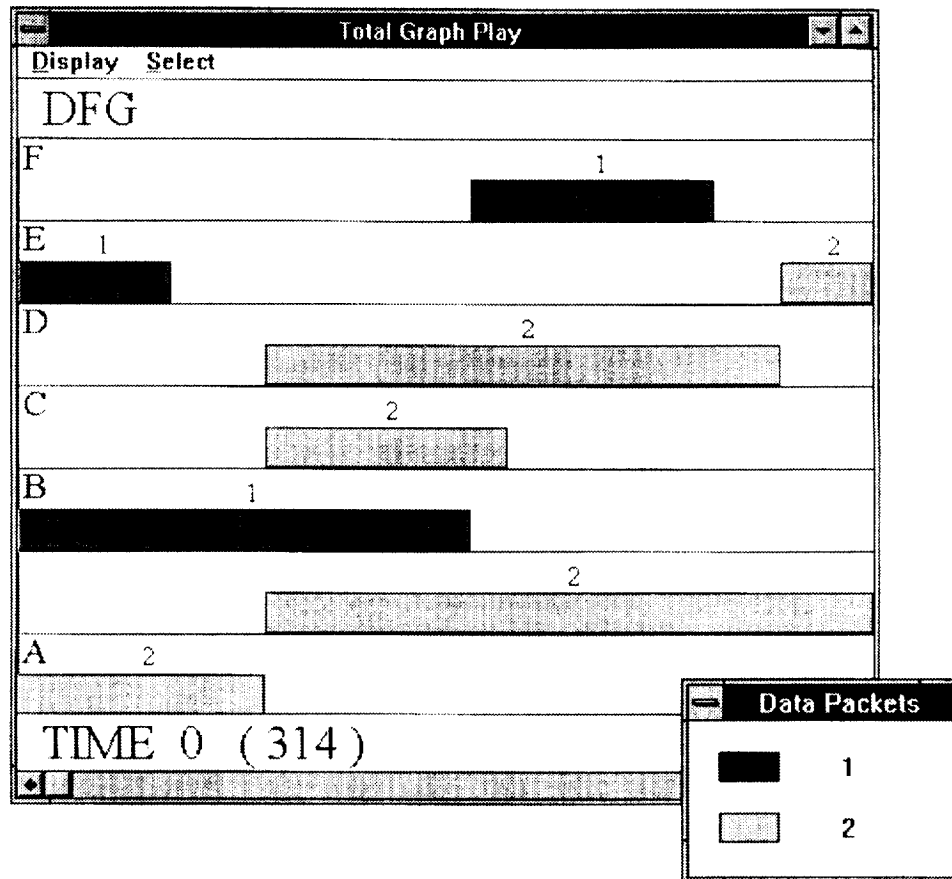 Total Graph Play
Display Select
DFG
F
1
E 1 2
D
2
C
2
B 1
2
A 2
TIME 0 (314)
Data Packets
1
2